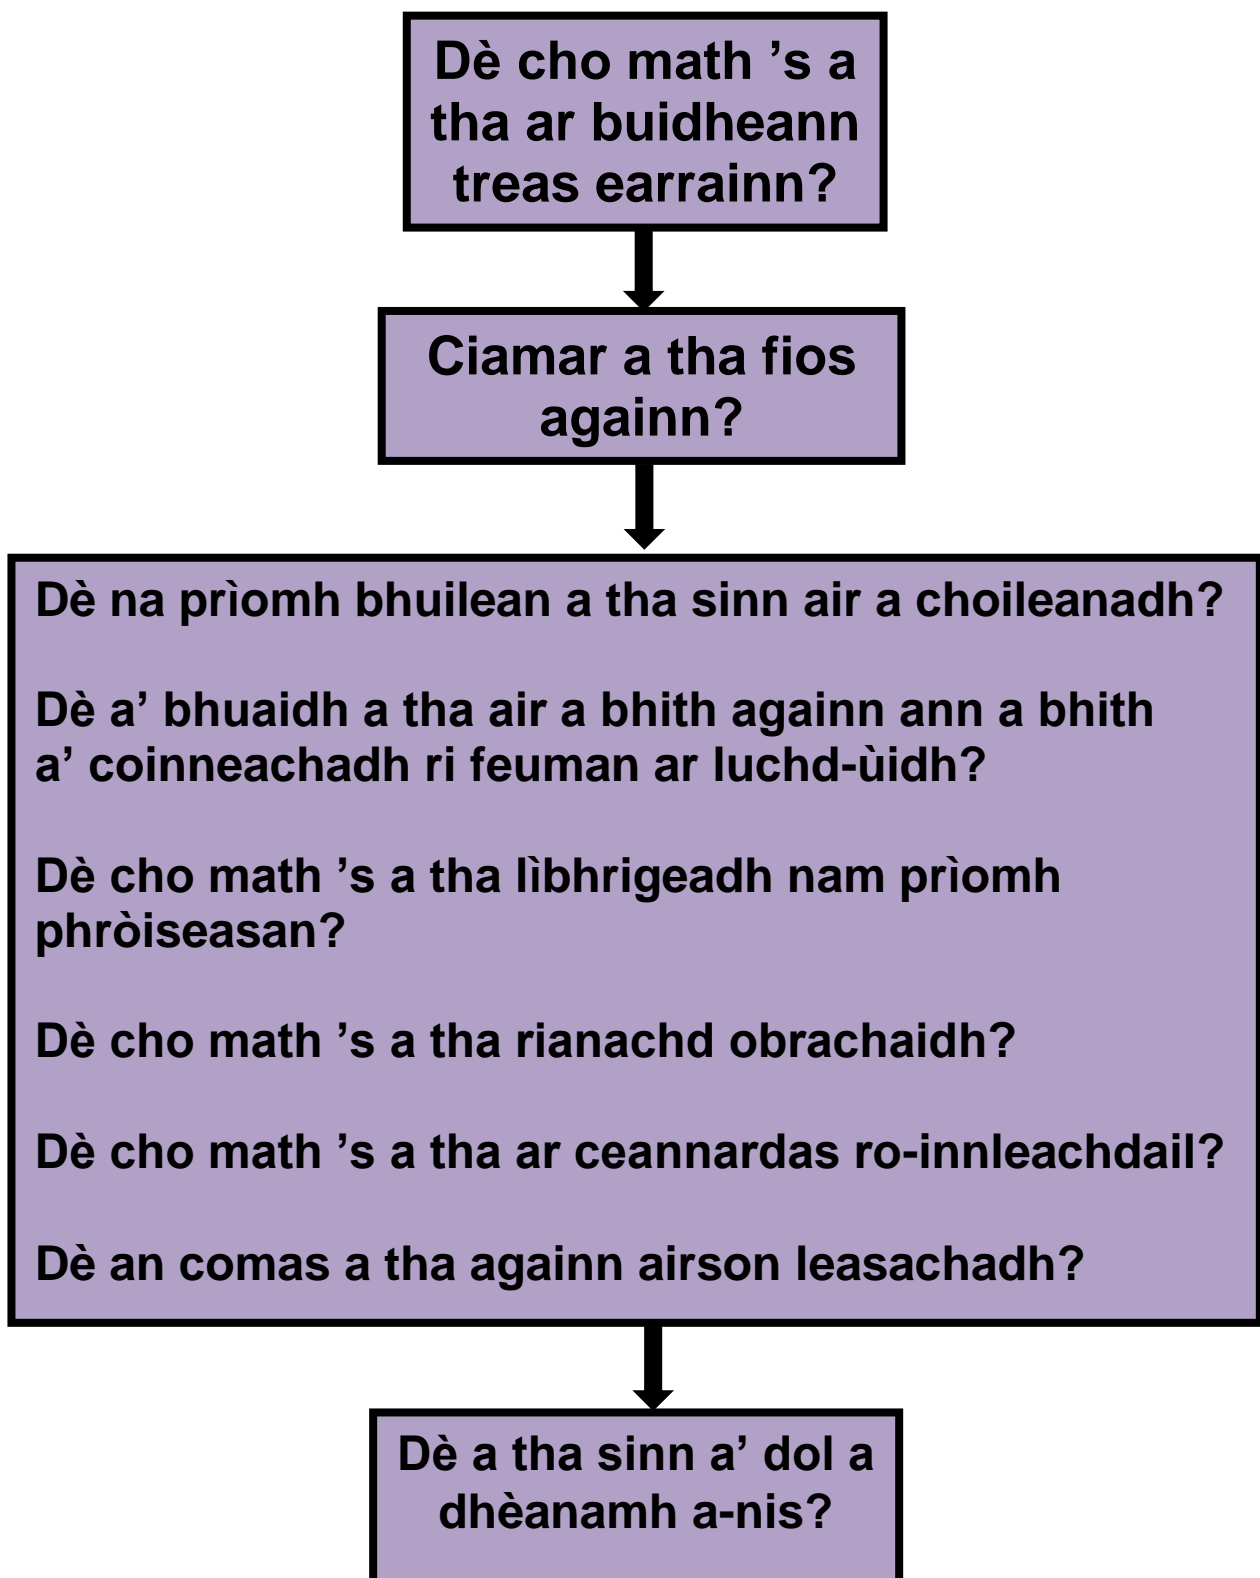 Dè cho math ’s a
tha ar buidheann
treas earrainn?
Ciamar a tha fios
againn?
Dè na prìomh bhuilean a tha sinn air a choileanadh?
Dè a’ bhuaidh a tha air a bhith againn ann a bhith
a’ coinneachadh ri feuman ar luchd-ùidh?
Dè cho math ’s a tha lìbhrigeadh nam prìomh
phròiseasan?
Dè cho math ’s a tha rianachd obrachaidh?
Dè cho math ’s a tha ar ceannardas ro-innleachdail?
Dè an comas a tha againn airson leasachadh?
Dè a tha sinn a’ dol a
dhèanamh a-nis?